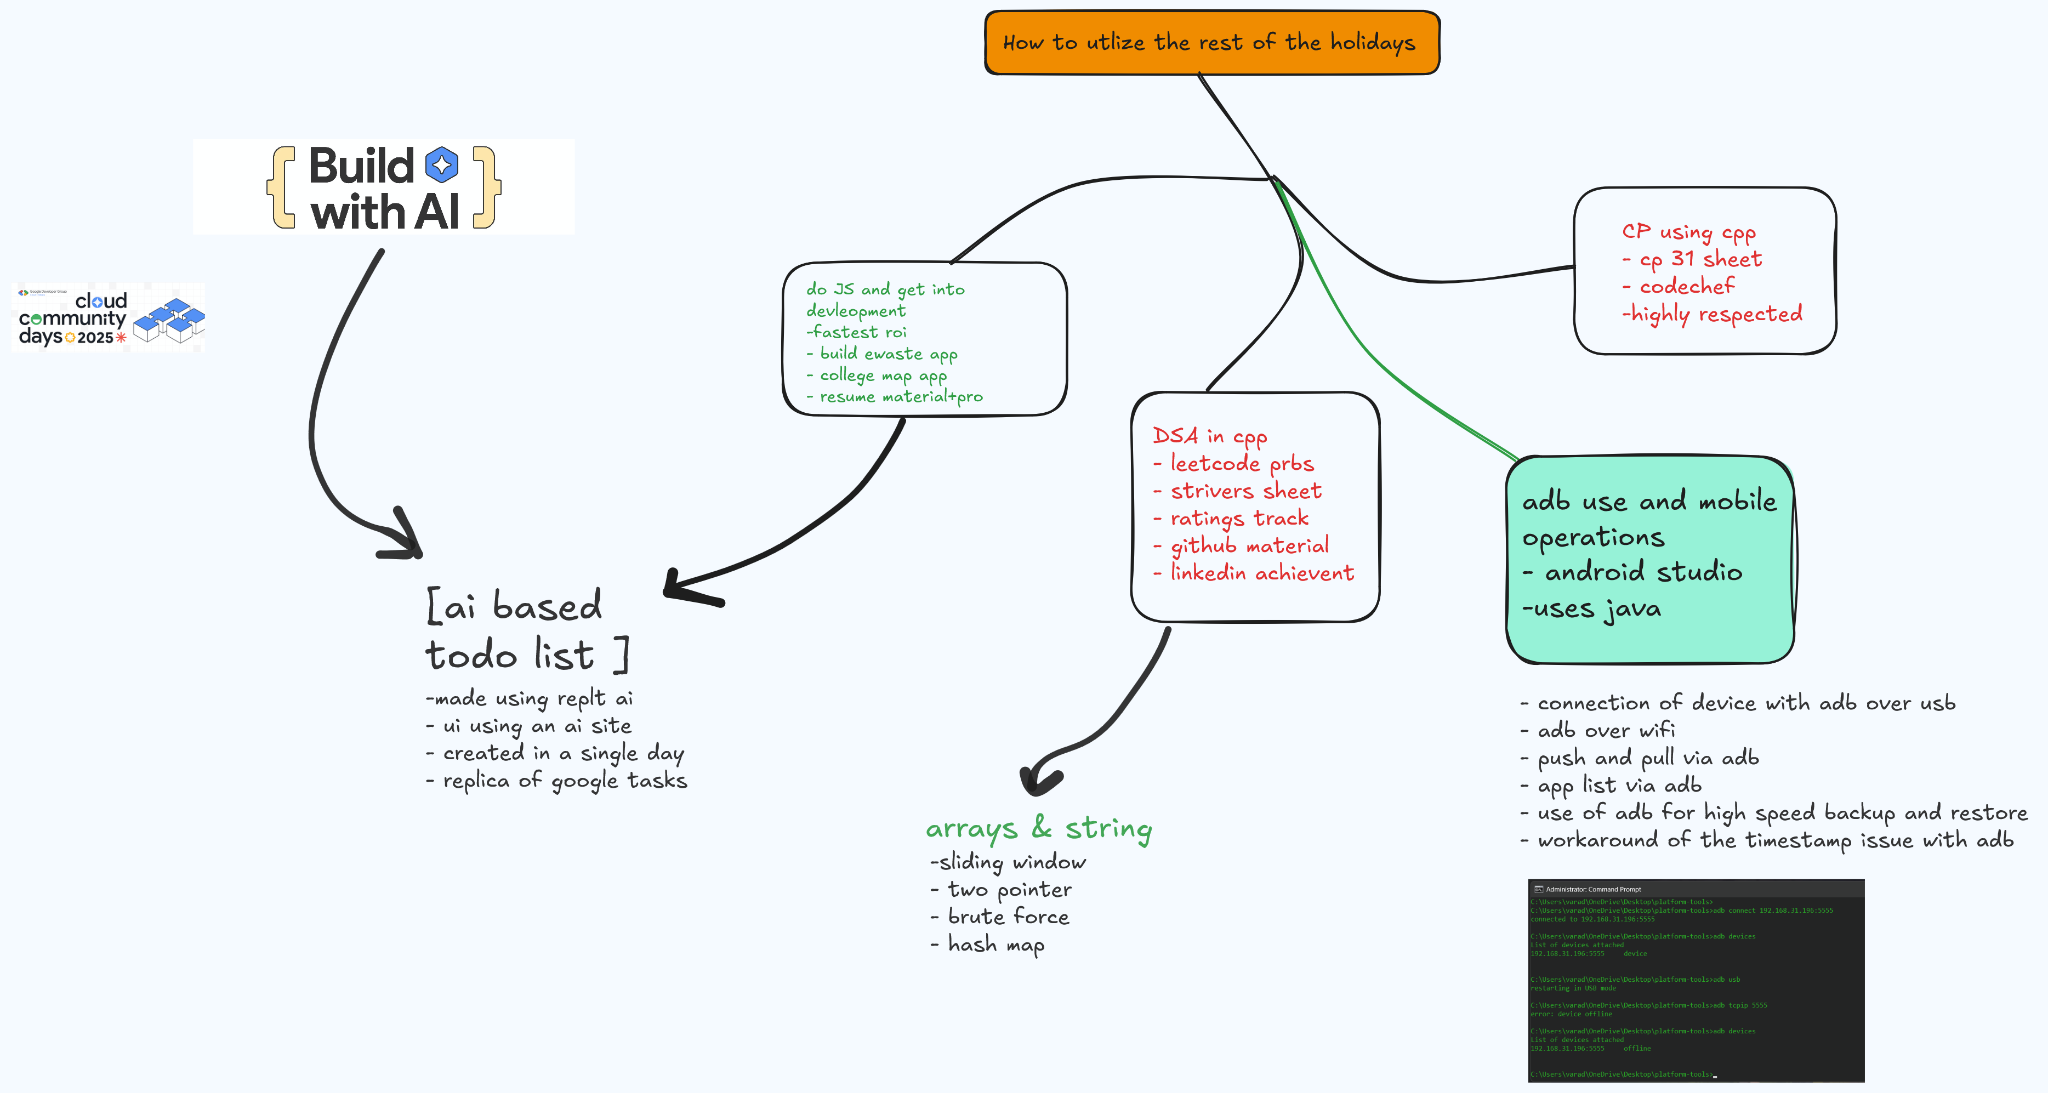 How to utlize the rest of the holidays
Build
with AI
cloud
community
days 2025
do JS and get into
devleopment
-fastest roi
- build ewaste app
- college map app
- resume material+pro
CP using cpp
- cp 31 sheet
- codechef
-highly respected
DSA in cpp
- leetcode prbs
- strivers sheet
- ratings track
- github material
- linkedin achievent
adb use and mobile
operations
- android studio
-uses java
[ai based
todo list ]
-made using replt ai
- ui using an ai site
- created in a single day
- replica of google tasks
arrays & string
-sliding window
- two pointer
- brute force
- hash map
- connection of device with adb over usb
- adb over wifi
- push and pull via adb
- app list via adb
- use of adb for high speed backup and restore
- workaround of the timestamp issue with adb
Administrator: Command Prompt
C:\Users\varad\OneDrive\Desktop\platform-tools>
C:\Users\varad\OneDrive\Desktop\platform-tools>adb connect 192.168.31.196:5555
connected to 192.168.31.196:5555
C:\Users\varad\OneDrive\Desktop\platform-tools>adb devices
List of devices attached
192.168.31.196:5555 device
C:\Users\varad\OneDrive\Desktop\platform-tools>adb usb
restarting in USB mode
C:\Users\varad\OneDrive\Desktop\platform-tools>adb tcpip 5555
error: device offline
C:\Users\varad\OneDrive\Desktop\platform-tools>adb devices
List of devices attached
192.168.31.196:5555 offline
C:\Users\varad\OneDrive\Desktop\platform-tools>